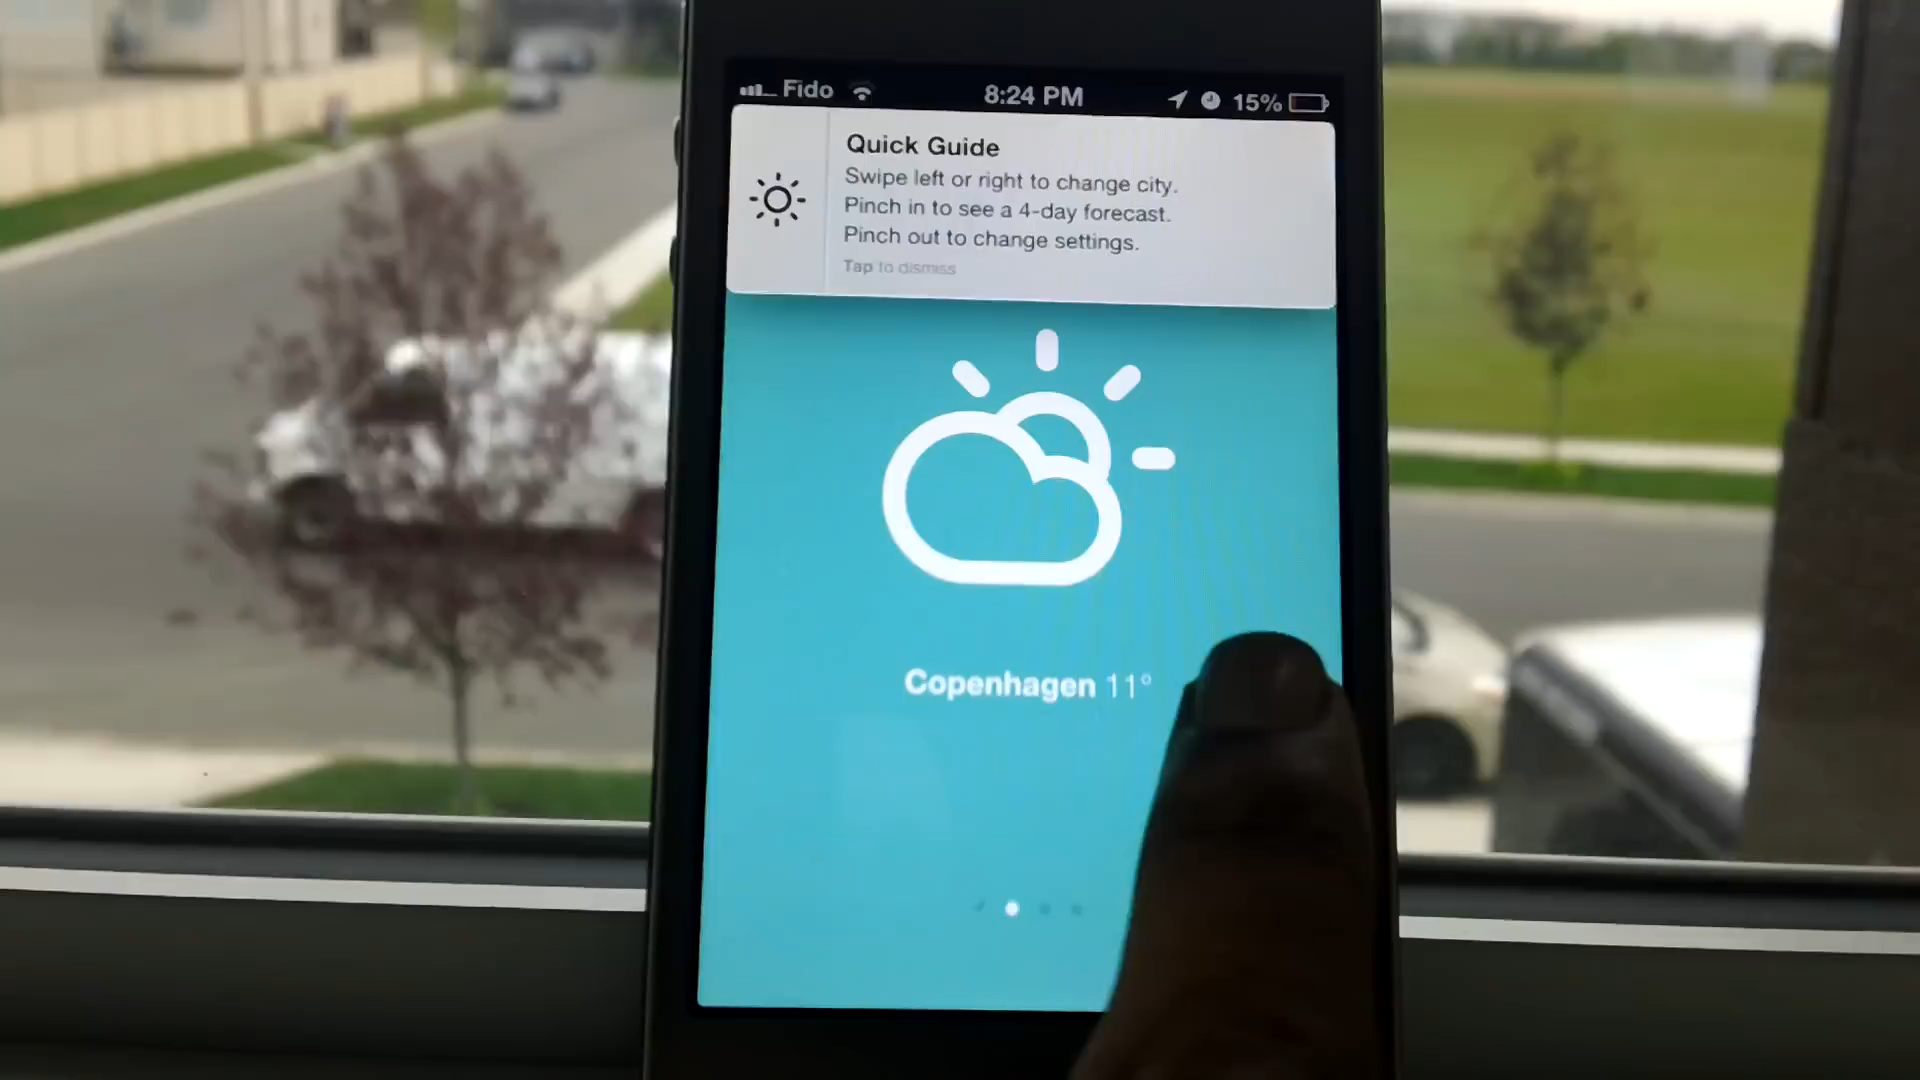 Fido 8:24 PM 15%
Quick Guide
Swipe left or right to change city.
Pinch in to see a 4-day forecast.
Pinch out to change settings.
Tap to dismiss
Copenhagen 11°